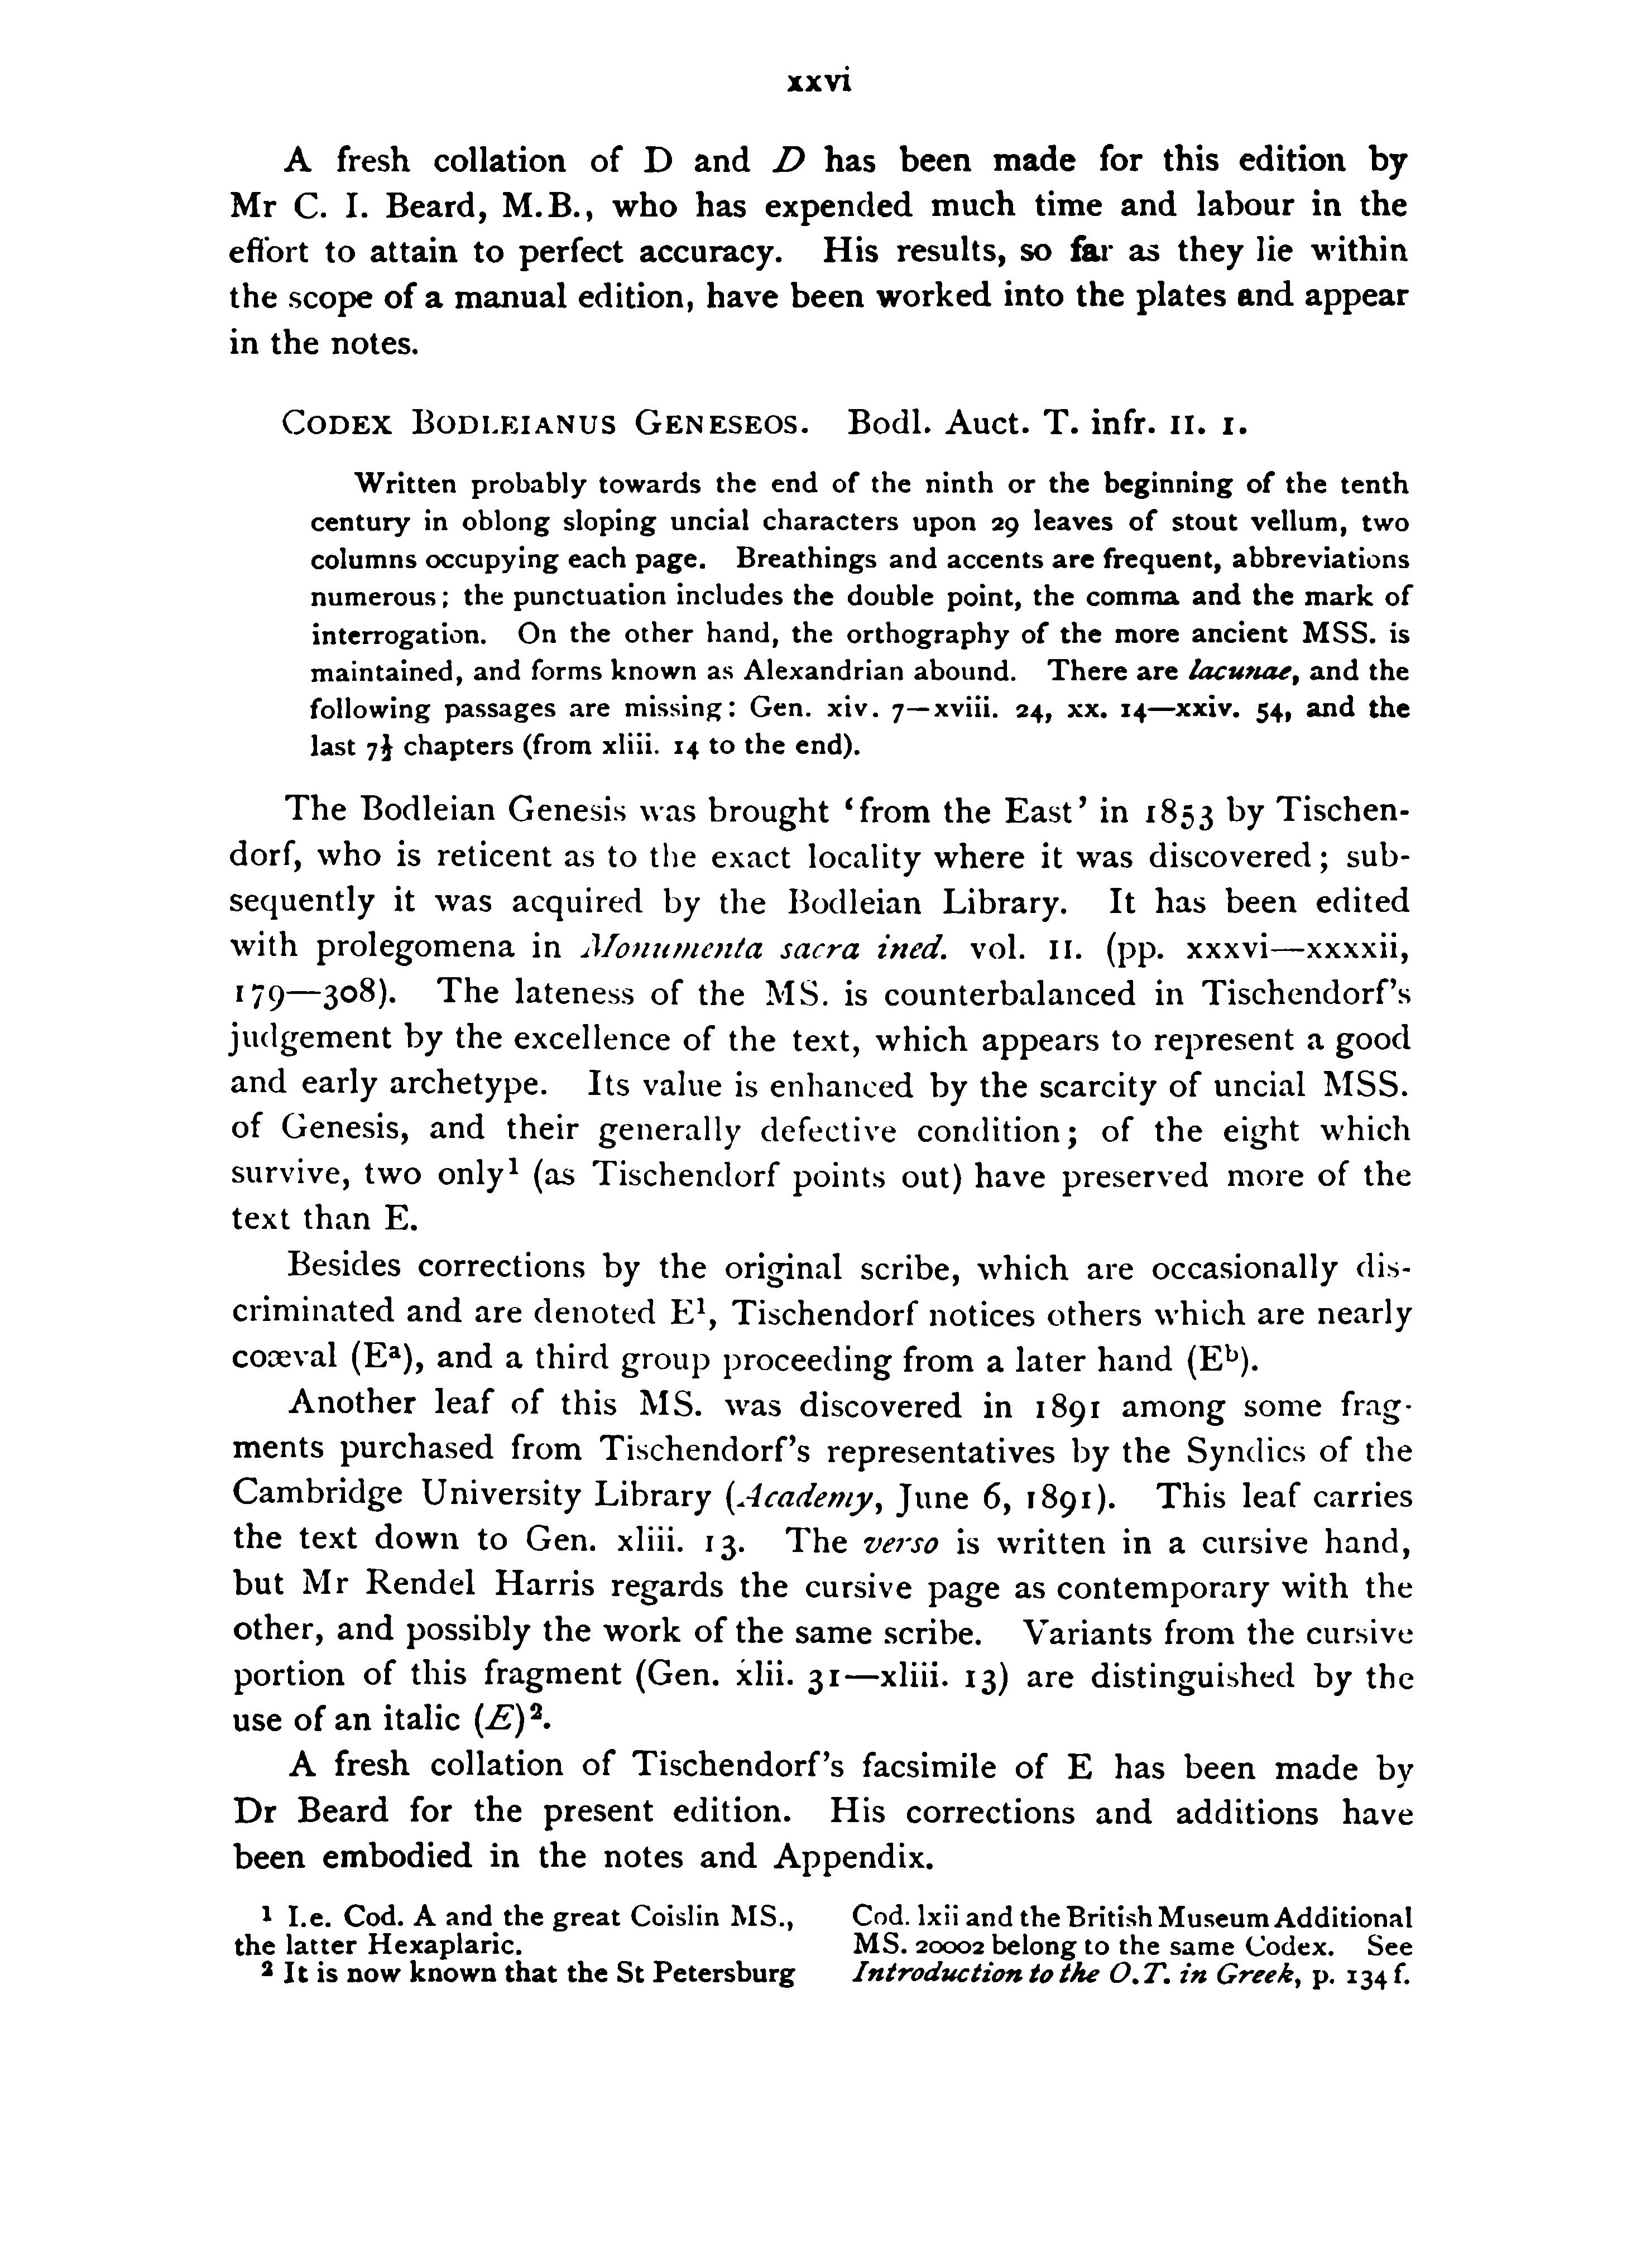 xxvi
A fresh collation of D and D has been made for this edition by
Mr C. I. Beard, M.B., who has expended much time and labour in the
effort to attain to perfect accuracy. His results, so far as they lie within
the scope of a manual edition, have been worked into the plates and appear
in the notes.
CODEX BODLEIANUS GENESEOS. Bodl. Auct. T. infr. II. I.
Written probably towards the end of the ninth or the beginning of the tenth
century in oblong sloping uncial characters upon 29 leaves of stout vellum, two
columns occupying each page. Breathings and accents are frequent, abbreviations
numerous; the punctuation includes the double point, the comma and the mark of
interrogation. On the other hand, the orthography of the more ancient MSS. is
maintained, and forms known as Alexandrian abound. There are lacunae, and the
following passages are missing: Gen. xiv. 7—xviii. 24, xx. 14—xxiv. 54, and the
last 7½ chapters (from xliii. 14 to the end).
The Bodleian Genesis was brought ‘from the East’ in 1853 by Tischen-
dorf, who is reticent as to the exact locality where it was discovered; sub-
sequently it was acquired by the Bodleian Library. It has been edited
with prolegomena in Monumenta sacra ined. vol. II. (pp. xxxvi—xxxxii,
179—308). The lateness of the MS. is counterbalanced in Tischendorf’s
judgement by the excellence of the text, which appears to represent a good
and early archetype. Its value is enhanced by the scarcity of uncial MSS.
of Genesis, and their generally defective condition; of the eight which
survive, two only¹ (as Tischendorf points out) have preserved more of the
text than E.
Besides corrections by the original scribe, which are occasionally dis-
criminated and are denoted E¹, Tischendorf notices others which are nearly
coæval (Eᵃ), and a third group proceeding from a later hand (Eᵇ).
Another leaf of this MS. was discovered in 1891 among some frag-
ments purchased from Tischendorf’s representatives by the Syndics of the
Cambridge University Library (Academy, June 6, 1891). This leaf carries
the text down to Gen. xliii. 13. The verso is written in a cursive hand,
but Mr Rendel Harris regards the cursive page as contemporary with the
other, and possibly the work of the same scribe. Variants from the cursive
portion of this fragment (Gen. xlii. 31—xliii. 13) are distinguished by the
use of an italic (E)².
A fresh collation of Tischendorf’s facsimile of E has been made by
Dr Beard for the present edition. His corrections and additions have
been embodied in the notes and Appendix.
¹ I.e. Cod. A and the great Coislin MS.,
the latter Hexaplaric.
² It is now known that the St Petersburg
Cod. lxii and the British Museum Additional
MS. 20002 belong to the same Codex. See
Introduction to the O.T. in Greek, p. 134 f.